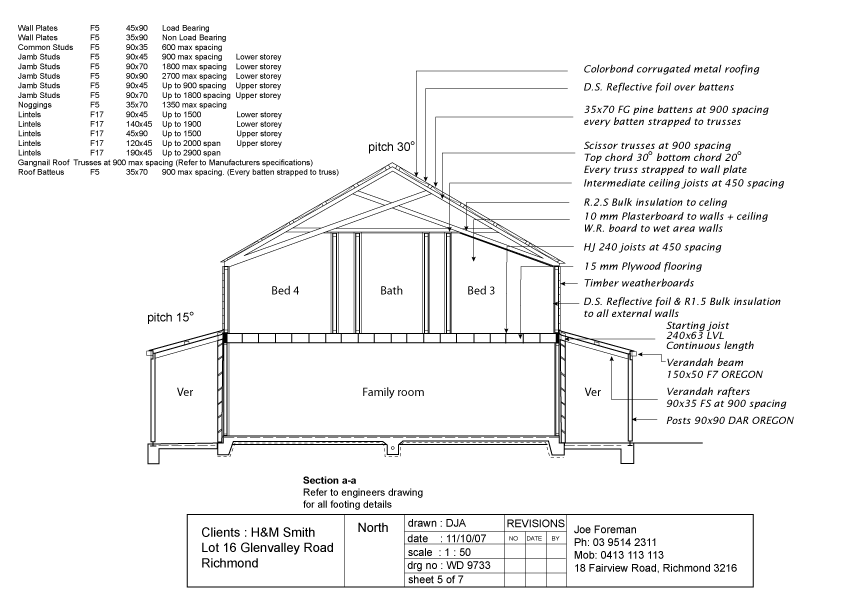 Wall Plates F5 45x90 Load Bearing
Wall Plates F5 35x90 Non Load Bearing
Common Studs F5 90x35 600 max spacing
Jamb Studs F5 90x45 900 max spacing Lower storey
Jamb Studs F5 90x70 1800 max spacing Lower storey
Jamb Studs F5 90x90 2700 max spacing Lower storey
Jamb Studs F5 90x45 Up to 900 spacing Upper storey
Jamb Studs F5 90x70 Up to 1800 spacing Upper storey
Noggings F5 35x70 1350 max spacing
Lintels F17 90x45 Up to 1500 Lower storey
Lintels F17 140x45 Up to 1900 Lower storey
Lintels F17 45x90 Up to 1500 Upper storey
Lintels F17 120x45 Up to 2000 span Upper storey
Lintels F17 190x45 Up to 2900 span
Gangnail Roof Trusses at 900 max spacing (Refer to Manufacturers specifications)
Roof Batteus F5 35x70 900 max spacing. (Every batten strapped to truss)
pitch 30°
Colorbond corrugated metal roofing
D.S. Reflective foil over battens
35x70 FG pine battens at 900 spacing
every batten strapped to trusses
Scissor trusses at 900 spacing
Top chord 30° bottom chord 20°
Every truss strapped to wall plate
Intermediate ceiling joists at 450 spacing
R.2.S Bulk insulation to celing
10 mm Plasterboard to walls + ceiling
W.R. board to wet area walls
HJ 240 joists at 450 spacing
15 mm Plywood flooring
Timber weatherboards
D.S. Reflective foil & R1.5 Bulk insulation
to all external walls
Starting joist
240x63 LVL
Continuous length
Verandah beam
150x50 F7 OREGON
Verandah rafters
90x35 FS at 900 spacing
Posts 90x90 DAR OREGON
Bed 4
Bath
Bed 3
pitch 15°
Ver
Family room
Ver
Section a-a
Refer to engineers drawing
for all footing details
Clients : H&M Smith
Lot 16 Glenvalley Road
Richmond
North
drawn : DJA
date : 11/10/07
scale : 1 : 50
drg no : WD 9733
sheet 5 of 7
REVISIONS
NO DATE BY
Joe Foreman
Ph: 03 9514 2311
Mob: 0413 113 113
18 Fairview Road, Richmond 3216